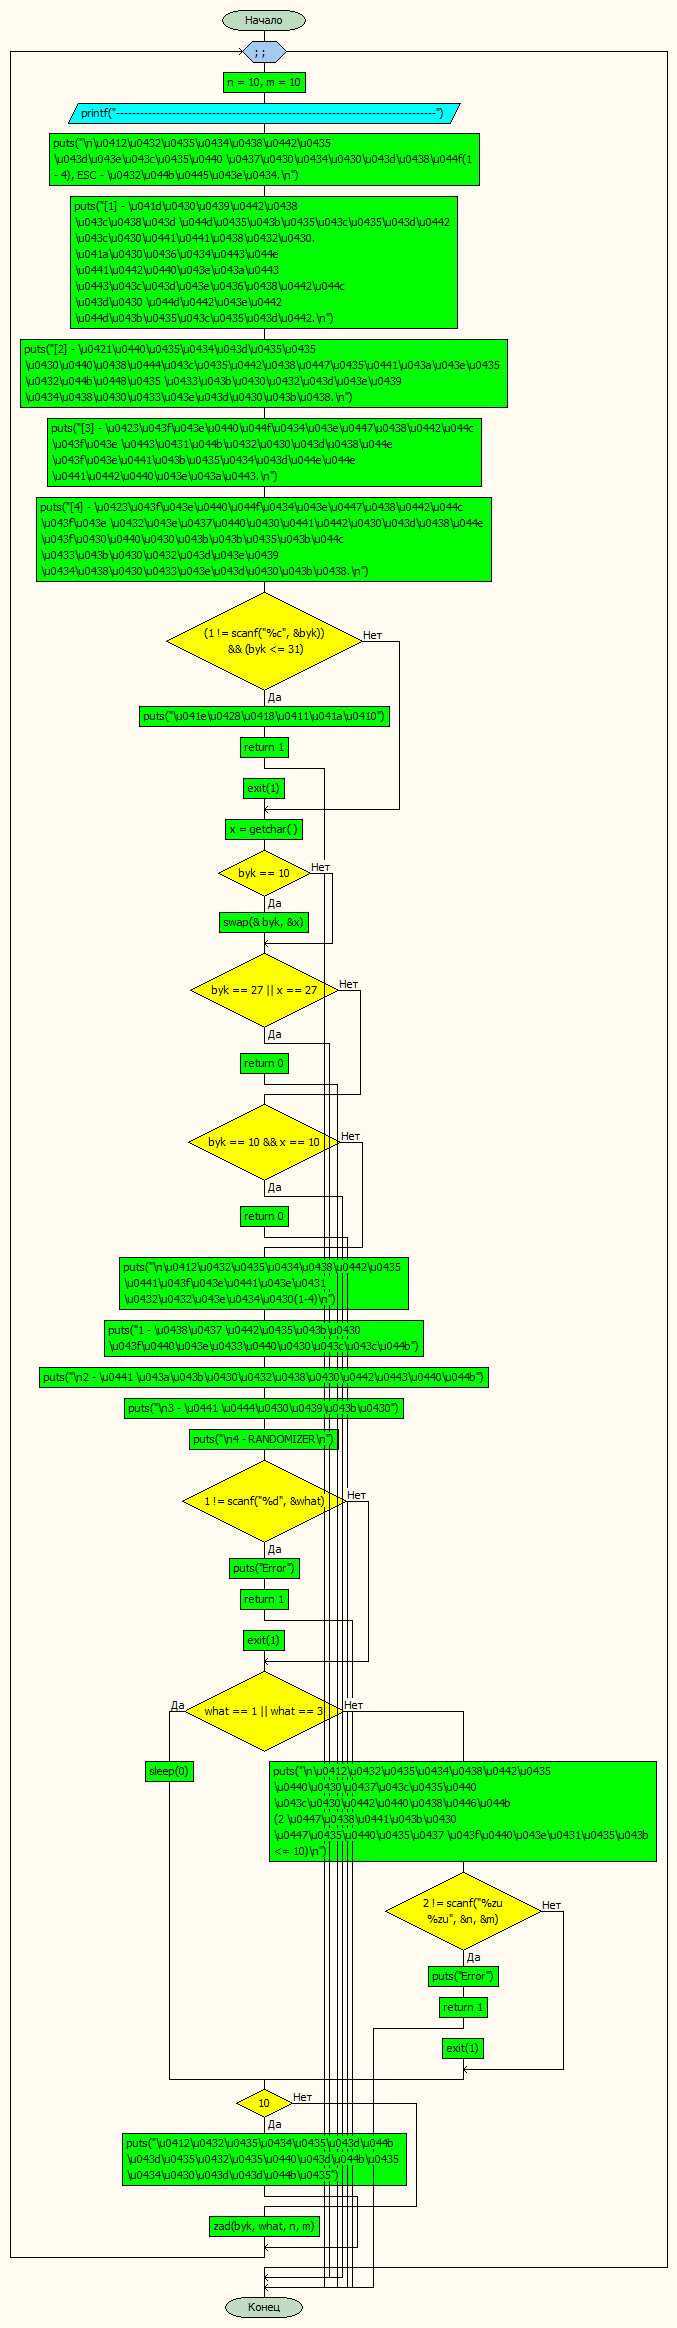 Начало
; ;
n = 10, m = 10
printf("--------------------------------------------------------------------------------")
puts("\n\u0412\u0432\u0435\u0434\u0438\u0442\u0435
\u043d\u043e\u043c\u0435\u0440 \u0437\u0430\u0434\u0430\u043d\u0438\u044f(1
- 4), ESC - \u0432\u044b\u0445\u043e\u0434.\n")
puts("[1] - \u041d\u0430\u0439\u0442\u0438
\u043c\u0438\u043d \u044d\u0435\u043b\u0435\u043c\u0435\u043d\u0442
\u043c\u0430\u0441\u0441\u0438\u0432\u0430.
\u041a\u0430\u0436\u0434\u0443\u044e
\u0441\u0442\u0440\u043e\u043a\u0443
\u0443\u043c\u043d\u043e\u0436\u0438\u0442\u044c
\u043d\u0430 \u044d\u0442\u043e\u0442
\u044d\u043b\u0435\u043c\u0435\u043d\u0442.\n")
puts("[2] - \u0421\u0440\u0435\u0434\u043d\u0435\u0435
\u0430\u0440\u0438\u0444\u043c\u0435\u0442\u0438\u0447\u0435\u0441\u043a\u043e\u0435
\u0432\u044b\u0448\u0435 \u0433\u043b\u0430\u0432\u043d\u043e\u0439
\u0434\u0438\u0430\u0433\u043e\u043d\u0430\u043b\u0438.\n")
puts("[3] - \u0423\u043f\u043e\u0440\u044f\u0434\u043e\u0447\u0438\u0442\u044c
\u043f\u043e \u0443\u0431\u044b\u0432\u0430\u043d\u0438\u044e
\u043f\u043e\u0441\u043b\u0435\u0434\u043d\u044e\u044e
\u0441\u0442\u0440\u043e\u043a\u0443.\n")
puts("[4] - \u0423\u043f\u043e\u0440\u044f\u0434\u043e\u0447\u0438\u0442\u044c
\u043f\u043e \u0432\u043e\u0437\u0440\u0430\u0441\u0442\u0430\u043d\u0438\u044e
\u043f\u0430\u0440\u0430\u043b\u043b\u0435\u043b\u044c
\u0433\u043b\u0430\u0432\u043d\u043e\u0439
\u0434\u0438\u0430\u0433\u043e\u043d\u0430\u043b\u0438.\n")
(1 != scanf("%c", &byk))
&& (byk <= 31)
Нет
Да
puts("\u041e\u0428\u0418\u0411\u041a\u0410")
return 1
exit(1)
x = getchar( )
byk == 10
Нет
Да
swap(& byk, &x)
byk == 27 || x == 27
Нет
Да
return 0
byk == 10 && x == 10
Нет
Да
return 0
puts("\n\u0412\u0432\u0435\u0434\u0438\u0442\u0435
\u0441\u043f\u043e\u0441\u043e\u0431
\u0432\u0432\u043e\u0434\u0430(1-4)\n")
puts("1 - \u0438\u0437 \u0442\u0435\u043b\u0430
\u043f\u0440\u043e\u0433\u0440\u0430\u043c\u043c\u044b")
puts("\n2 - \u0441 \u043a\u043b\u0430\u0432\u0438\u0430\u0442\u0443\u0440\u044b")
puts("\n3 - \u0441 \u0444\u0430\u0439\u043b\u0430")
puts("\n4 - RANDOMIZER\n")
1 != scanf("%d", &what)
Нет
Да
puts("Error")
return 1
exit(1)
Да
what == 1 || what == 3
Нет
sleep(0)
puts("\n\u0412\u0432\u0435\u0434\u0438\u0442\u0435
\u0440\u0430\u0437\u043c\u0435\u0440
\u043c\u0430\u0442\u0440\u0438\u0446\u044b
(2 \u0447\u0438\u0441\u043b\u0430
\u0447\u0435\u0440\u0435\u0437 \u043f\u0440\u043e\u0431\u0435\u043b
<= 10)\n")
2 != scanf("%zu
%zu", &n, &m)
Нет
Да
puts("Error")
return 1
exit(1)
10
Нет
Да
puts("\u0412\u0432\u0435\u0434\u0435\u043d\u044b
\u043d\u0435\u0432\u0435\u0440\u043d\u044b\u0435
\u0434\u0430\u043d\u043d\u044b\u0435")
zad(byk, what, n, m)
Конец